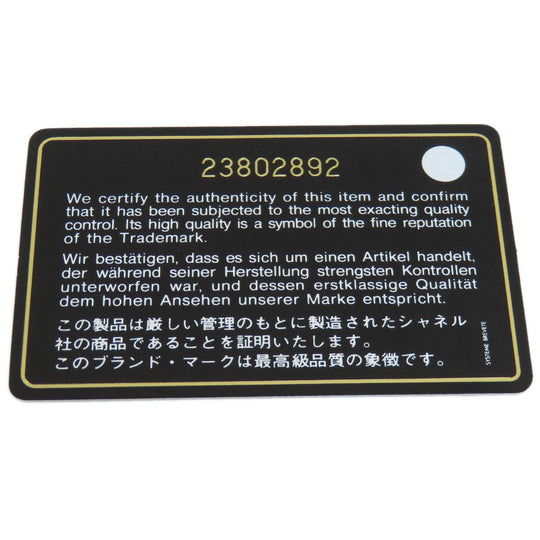 23802892
We certify the authenticity of this item and confirm
that it has been subjected to the most exacting quality
control. Its high quality is a symbol of the fine reputation
of the Trademark.
Wir bestätigen, dass es sich um einen Artikel handelt,
der während seiner Herstellung strengsten Kontrollen
unterworfen war, und dessen erstklassige Qualität
dem hohen Ansehen unserer Marke entspricht.
この製品は厳しい管理のもとに製造されたシャネル
社の商品であることを証明いたします。
このブランド・マークは最高級品質の象徴です。
SYSTEME BREVETE